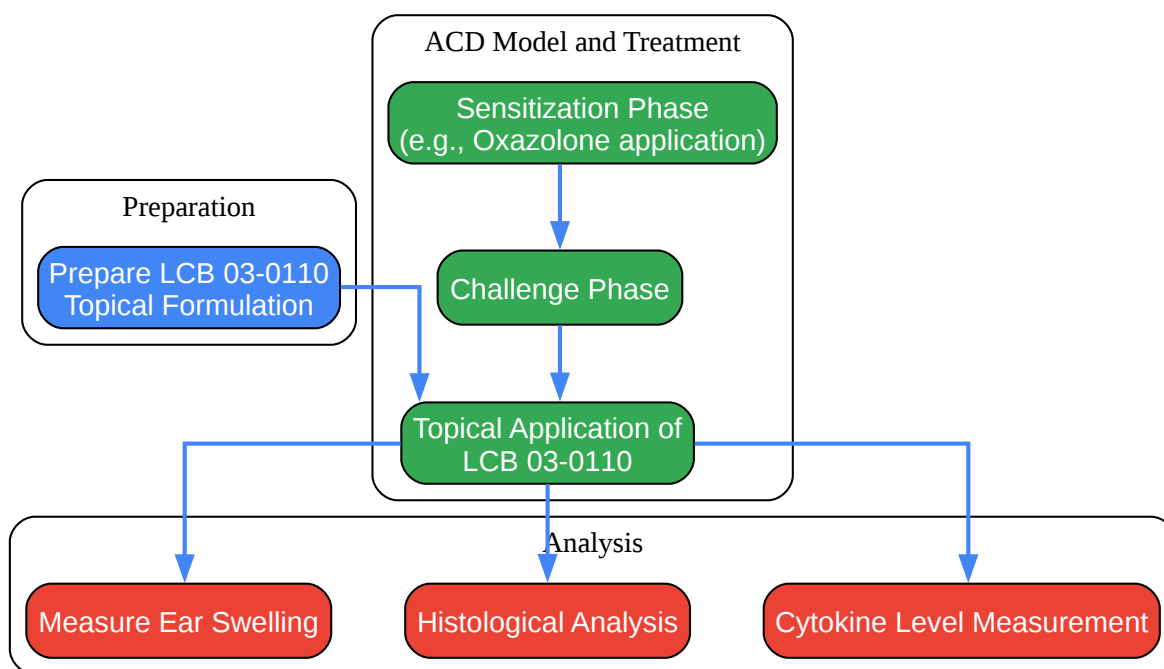 ACD Model and Treatment
Sensitization Phase
(e.g., Oxazolone application)
Preparation
Prepare LCB 03-0110
Topical Formulation
Challenge Phase
Topical Application of
LCB 03-0110
Analysis
Measure Ear Swelling
Histological Analysis
Cytokine Level Measurement